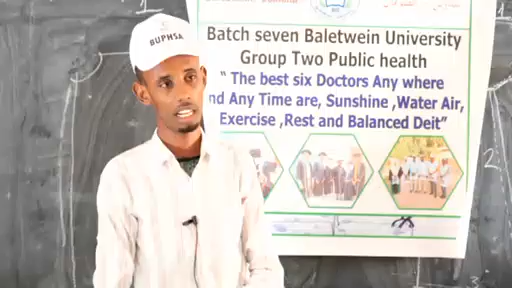 Batch seven Baletwein University
Group Two Public health
“ The best six Doctors Any where
nd Any Time are, Sunshine ,Water Air,
Exercise ,Rest and Balanced Deit”
BUPHSA
2